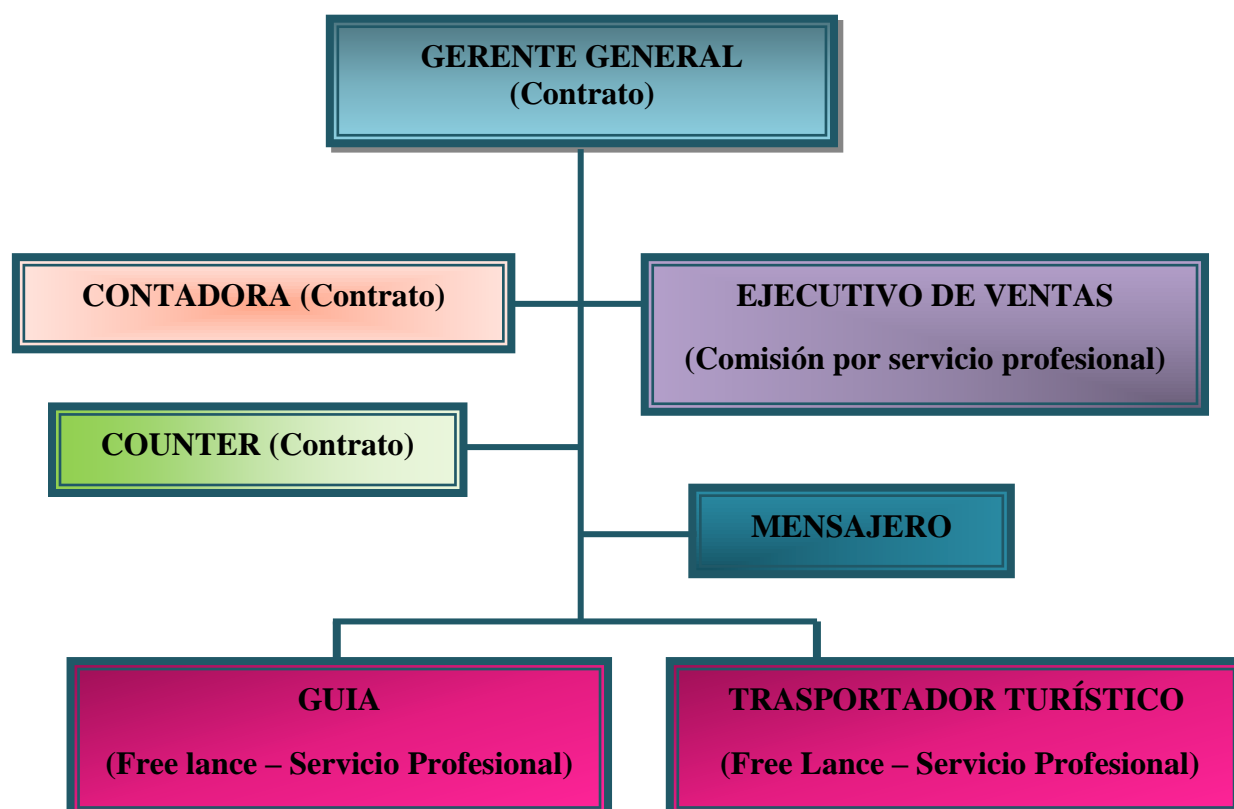 GERENTE GENERAL
(Contrato)
CONTADORA (Contrato)
EJECUTIVO DE VENTAS
(Comisión por servicio profesional)
COUNTER (Contrato)
MENSAJERO
GUIA
(Free lance – Servicio Profesional)
TRASPORTADOR TURÍSTICO
(Free Lance – Servicio Profesional)